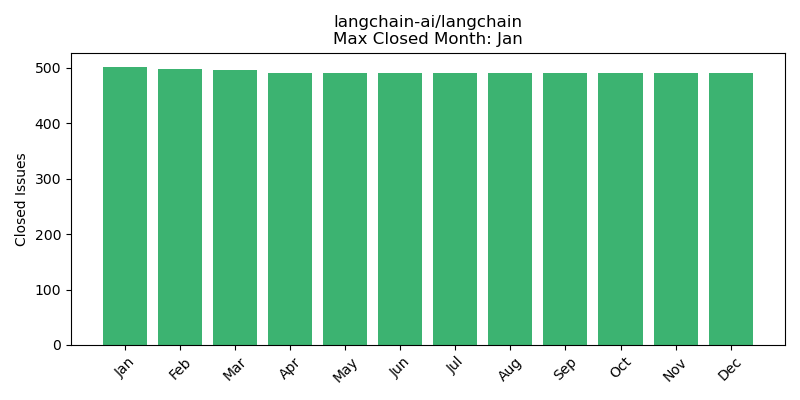 langchain-ai/langchain
Max Closed Month: Jan
Closed Issues
500
400
300
200
100
0
Jan
Feb
Mar
Apr
May
Jun
Jul
Aug
Sep
Oct
Nov
Dec